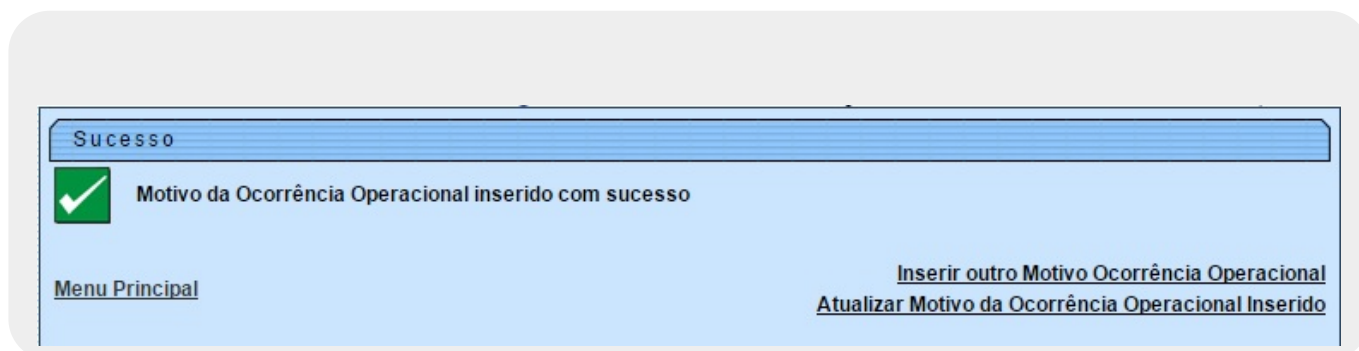 Sucesso
Motivo da Ocorrência Operacional inserido com sucesso
Inserir outro Motivo Ocorrência Operacional
Menu Principal
Atualizar Motivo da Ocorrência Operacional Inserido